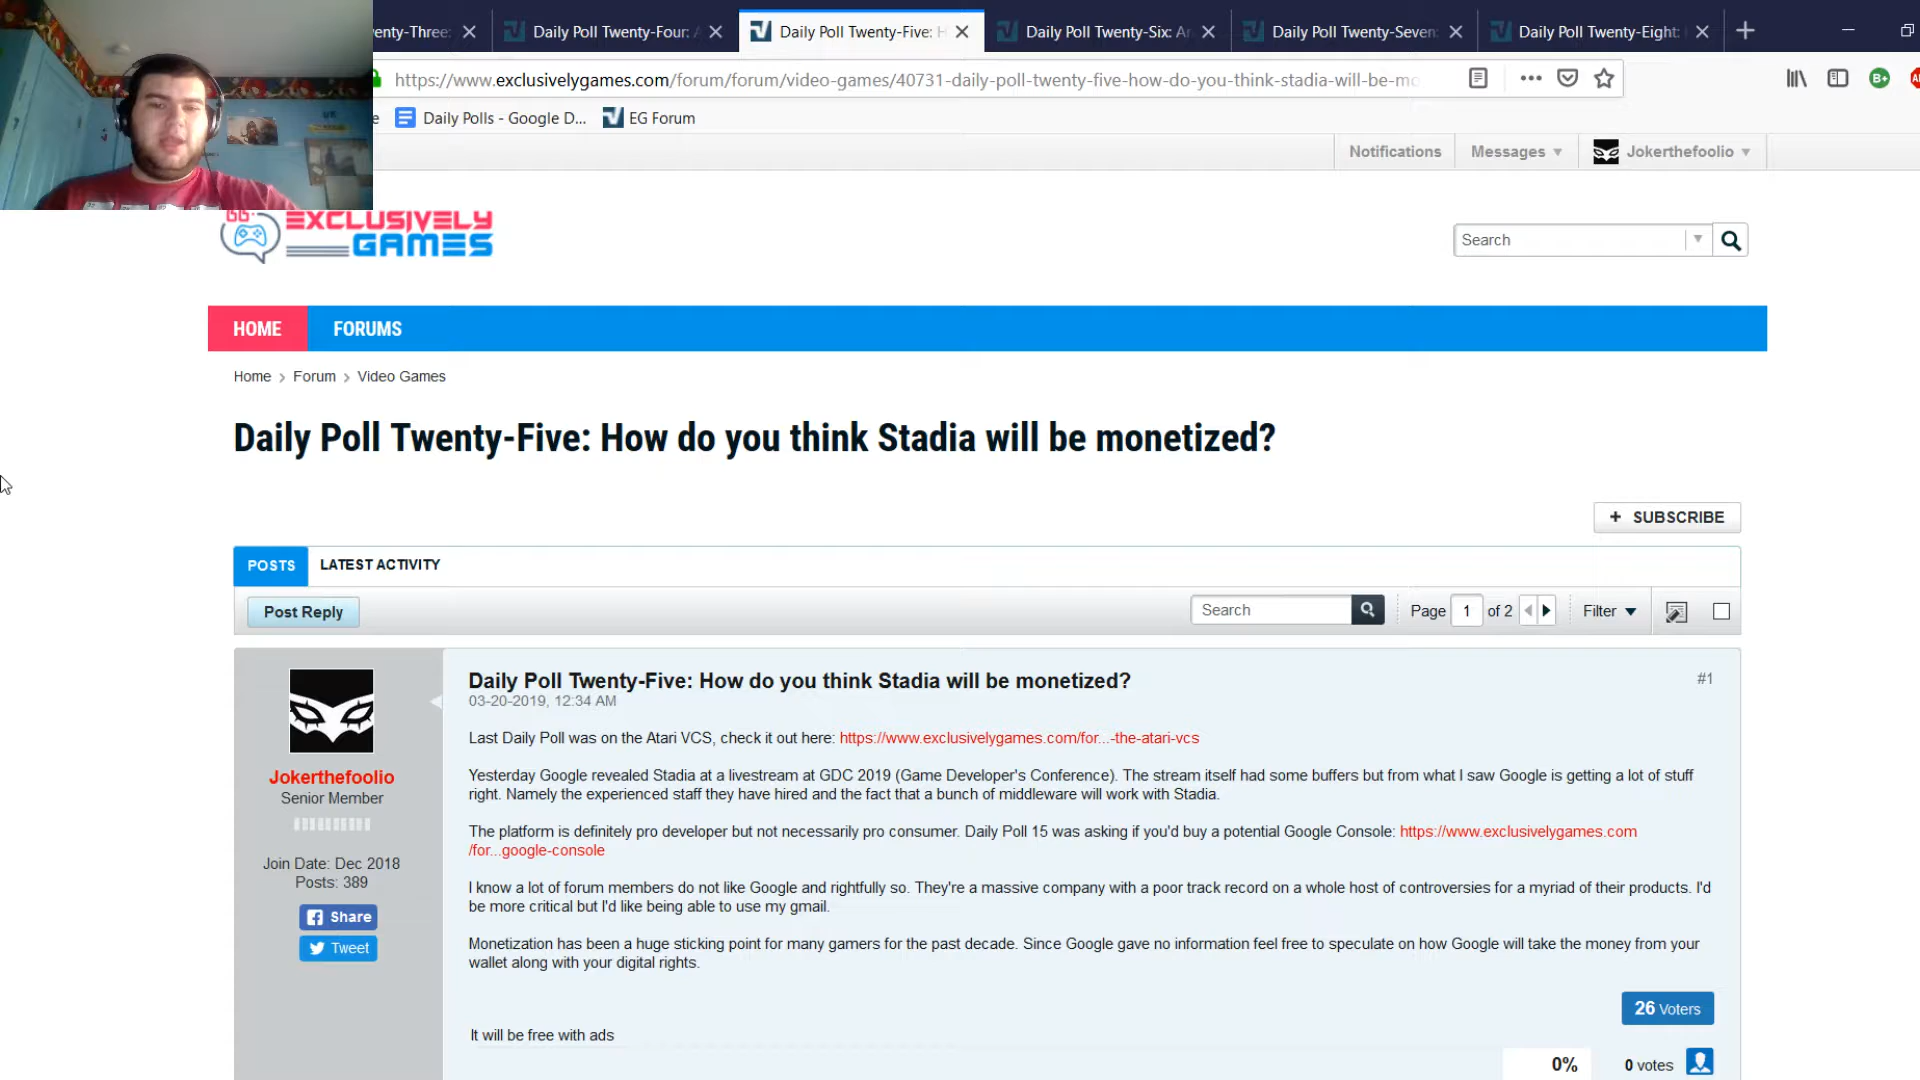 enty-Three:
Daily Poll Twenty-Four: A
Daily Poll Twenty-Five: H
Daily Poll Twenty-Six: Ar
Daily Poll Twenty-Seven:
Daily Poll Twenty-Eight:
https://www.exclusivelygames.com/forum/forum/video-games/40731-daily-poll-twenty-five-how-do-you-think-stadia-will-be-mo
B+
e
Daily Polls - Google D...
EG Forum
Notifications
Messages
Jokerthefoolio
EXCLUSIVELY
GAMES
Search
HOME
FORUMS
Home > Forum > Video Games
Daily Poll Twenty-Five: How do you think Stadia will be monetized?
+ SUBSCRIBE
POSTS
LATEST ACTIVITY
Post Reply
Search
Page 1 of 2
Filter
Daily Poll Twenty-Five: How do you think Stadia will be monetized?
#1
03-20-2019, 12:34 AM
Last Daily Poll was on the Atari VCS, check it out here: https://www.exclusivelygames.com/for...-the-atari-vcs
Yesterday Google revealed Stadia at a livestream at GDC 2019 (Game Developer's Conference). The stream itself had some buffers but from what I saw Google is getting a lot of stuff
right. Namely the experienced staff they have hired and the fact that a bunch of middleware will work with Stadia.
The platform is definitely pro developer but not necessarily pro consumer. Daily Poll 15 was asking if you'd buy a potential Google Console: https://www.exclusivelygames.com
/for...google-console
I know a lot of forum members do not like Google and rightfully so. They're a massive company with a poor track record on a whole host of controversies for a myriad of their products. I'd
be more critical but I'd like being able to use my gmail.
Monetization has been a huge sticking point for many gamers for the past decade. Since Google gave no information feel free to speculate on how Google will take the money from your
wallet along with your digital rights.
Jokerthefoolio
Senior Member
Join Date: Dec 2018
Posts: 389
Share
Tweet
26 Voters
It will be free with ads
0%
0 votes